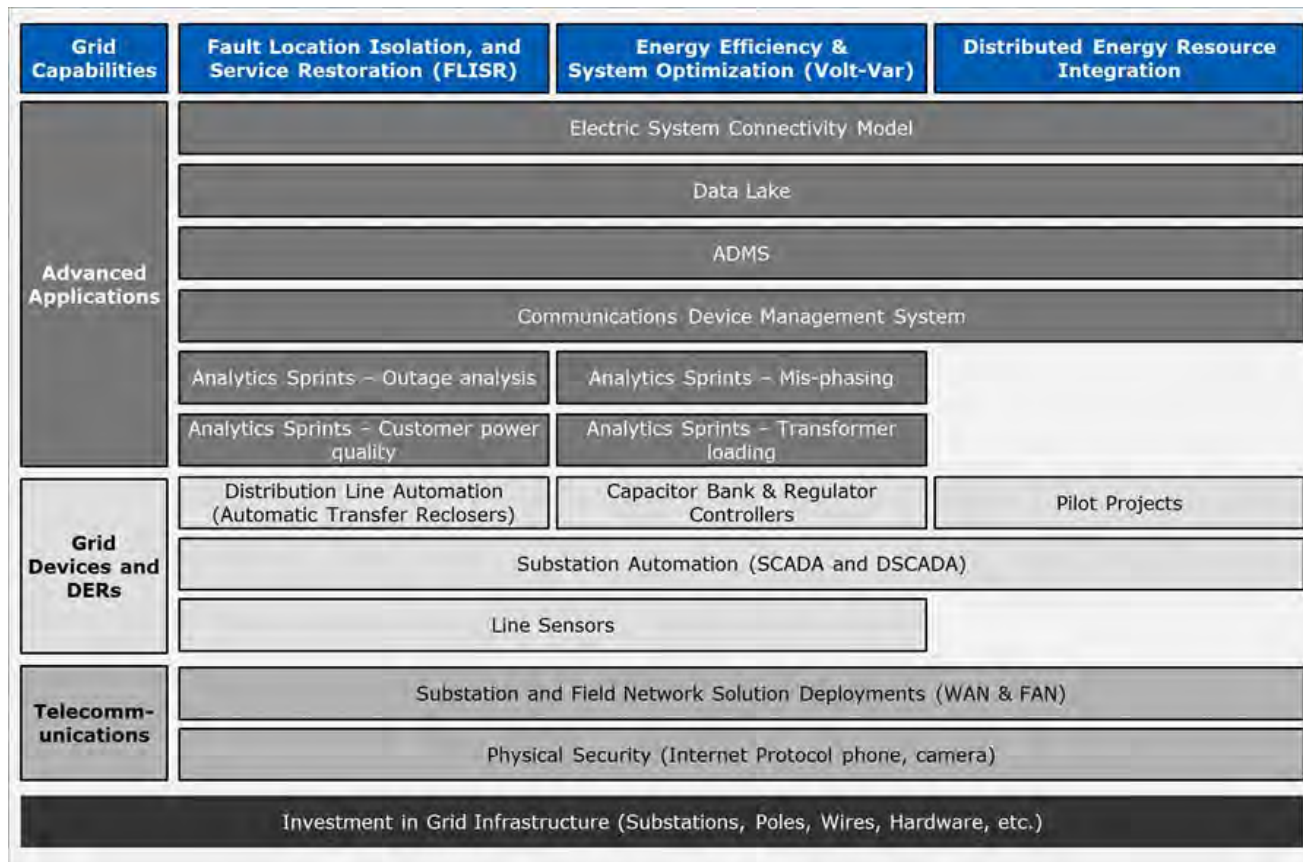 Grid
Capabilities
Fault Location Isolation, and
Service Restoration (FLISR)
Energy Efficiency &
System Optimization (Volt-Var)
Distributed Energy Resource
Integration
Advanced
Applications
Electric System Connectivity Model
Data Lake
ADMS
Communications Device Management System
Analytics Sprints – Outage analysis
Analytics Sprints – Mis-phasing
Analytics Sprints – Customer power
quality
Analytics Sprints – Transformer
loading
Grid
Devices and
DERs
Distribution Line Automation
(Automatic Transfer Reclosers)
Capacitor Bank & Regulator
Controllers
Pilot Projects
Substation Automation (SCADA and DSCADA)
Line Sensors
Telecomm-
unications
Substation and Field Network Solution Deployments (WAN & FAN)
Physical Security (Internet Protocol phone, camera)
Investment in Grid Infrastructure (Substations, Poles, Wires, Hardware, etc.)